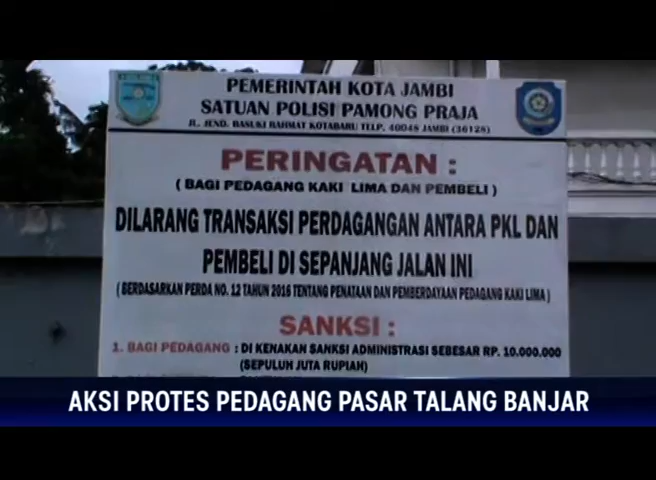 PEMERINTAH KOTA JAMBI
SATUAN POLISI PAMONG PRAJA
JL. JEND. BASUKI RAHMAT KOTABARU TELP. 40048 JAMBI (36128)
PERINGATAN :
( BAGI PEDAGANG KAKI LIMA DAN PEMBELI )
DILARANG TRANSAKSI PERDAGANGAN ANTARA PKL DAN
PEMBELI DI SEPANJANG JALAN INI
( BERDASARKAN PERDA NO. 12 TAHUN 2016 TENTANG PENATAAN DAN PEMBERDAYAAN PEDAGANG KAKI LIMA )
SANKSI :
1. BAGI PEDAGANG : DI KENAKAN SANKSI ADMINISTRASI SEBESAR RP. 10.000.000
(SEPULUH JUTA RUPIAH)
AKSI PROTES PEDAGANG PASAR TALANG BANJAR